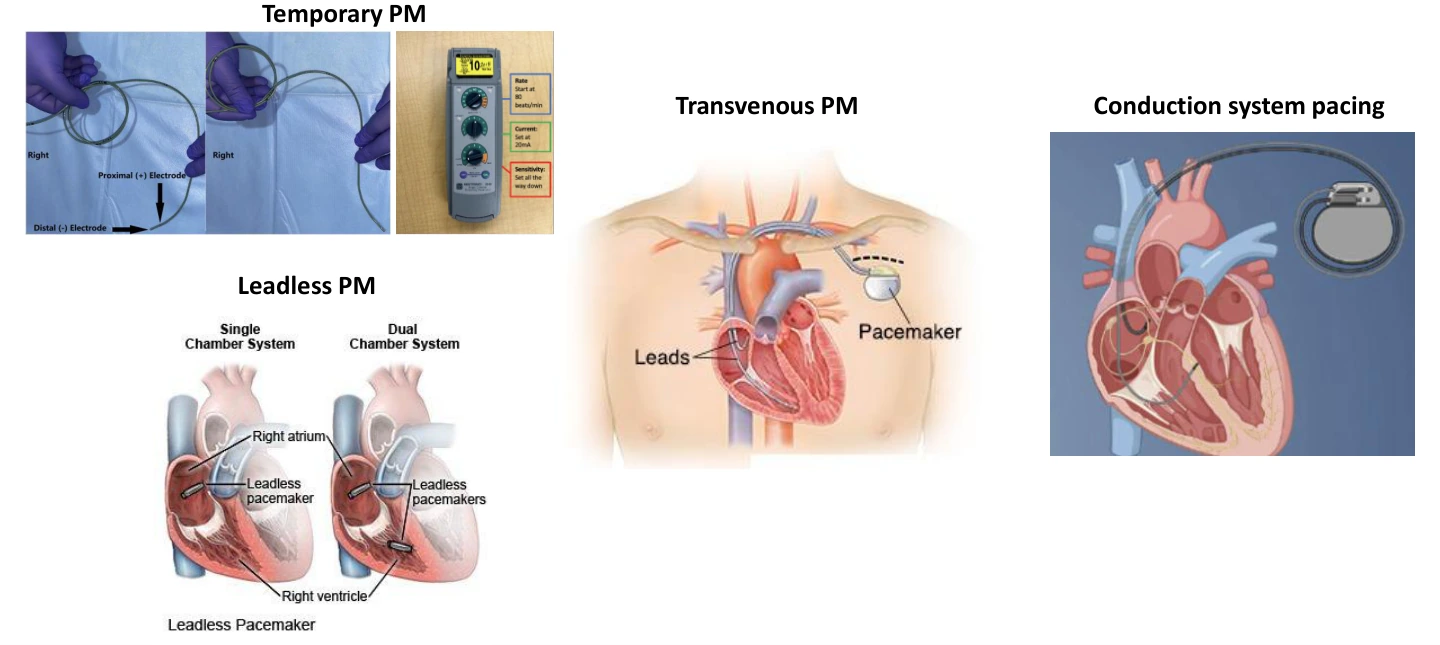 Temporary PM
Right
Proximal (+) Electrode
Distal (-) Electrode
Right
10
Rate
Start at
80
beats/min
Current:
Set at
20mA
Sensitivity:
Set all the
way down
Leadless PM
Single
Chamber System
Dual
Chamber System
Right atrium
Leadless
pacemaker
Leadless
pacemakers
Right ventricle
Leadless Pacemaker
Transvenous PM
Pacemaker
Leads
Conduction system pacing